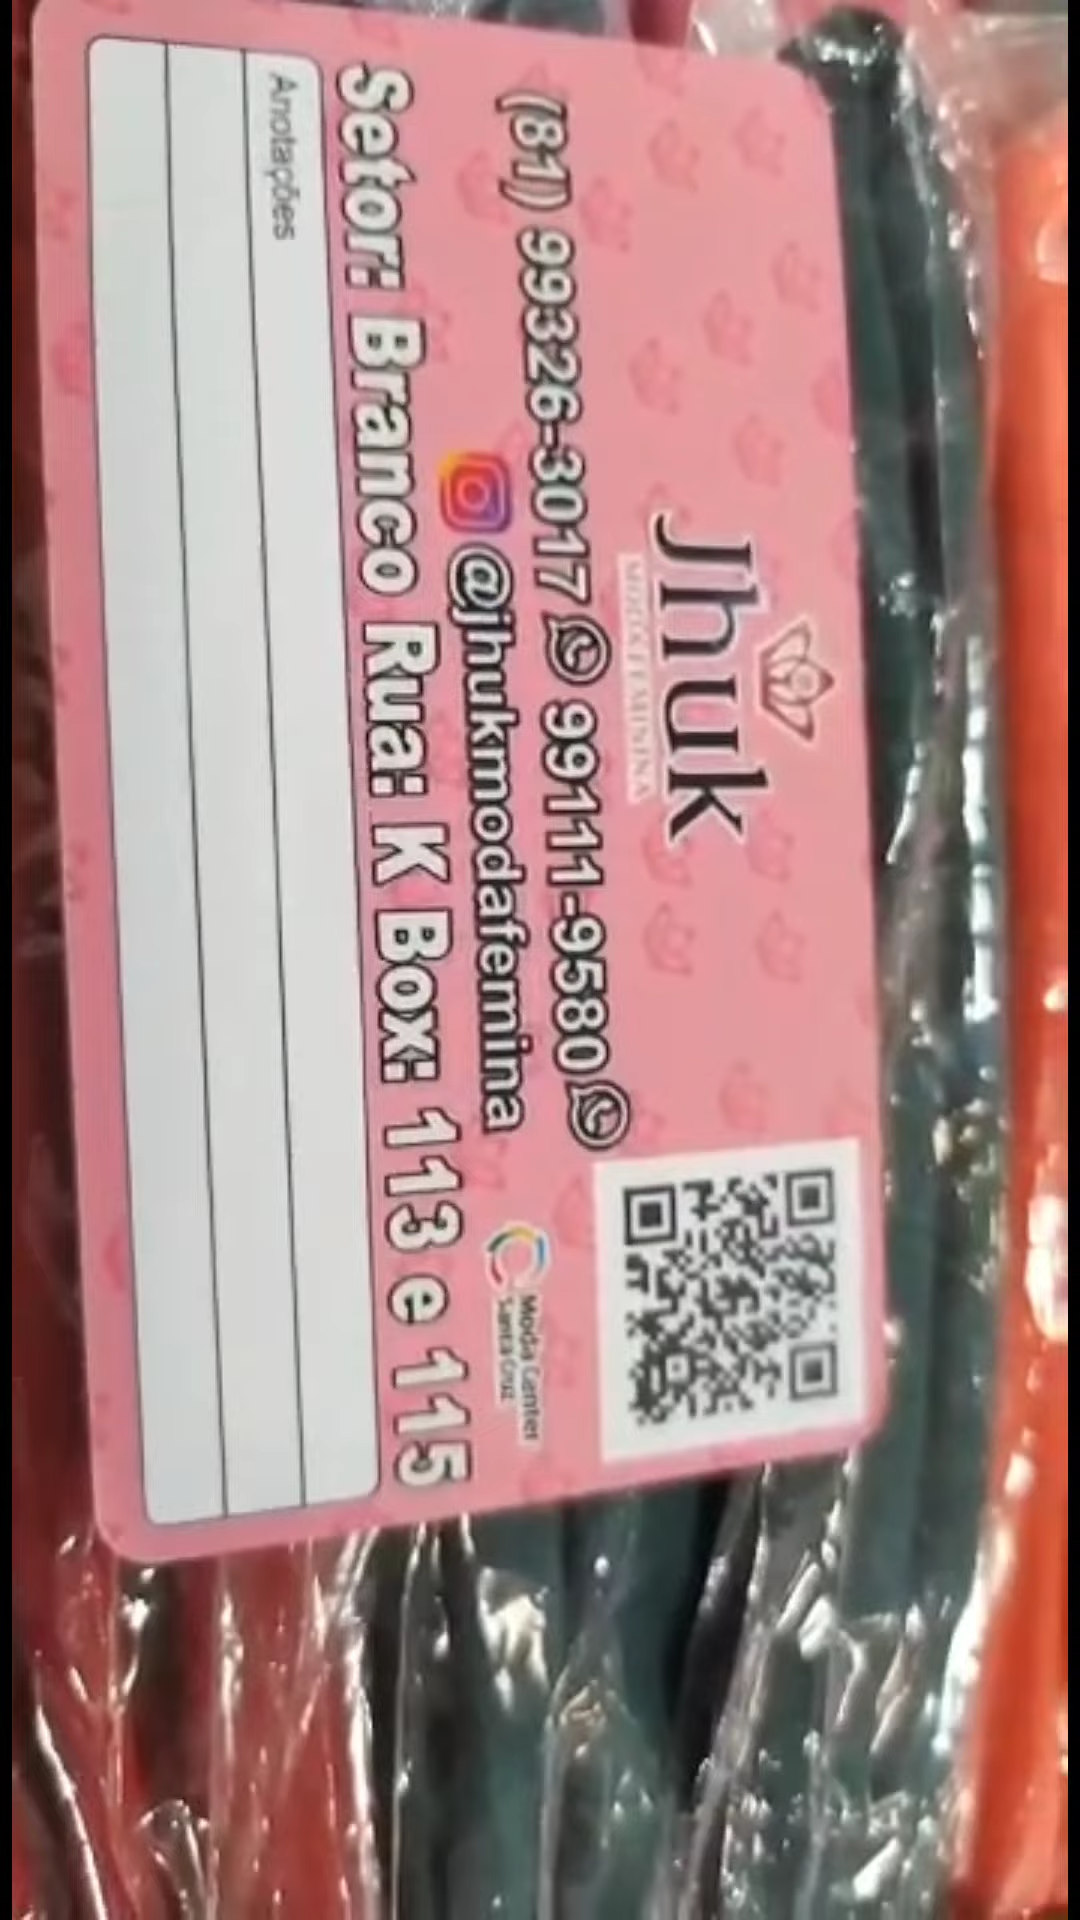 Jhuk
MODA FEMININA
(81) 99326-3017 99111-9580
@jhukmodafemina
Moda Center
Santa Cruz
Setor: Branco Rua: K Box: 113 e 115
Anotações